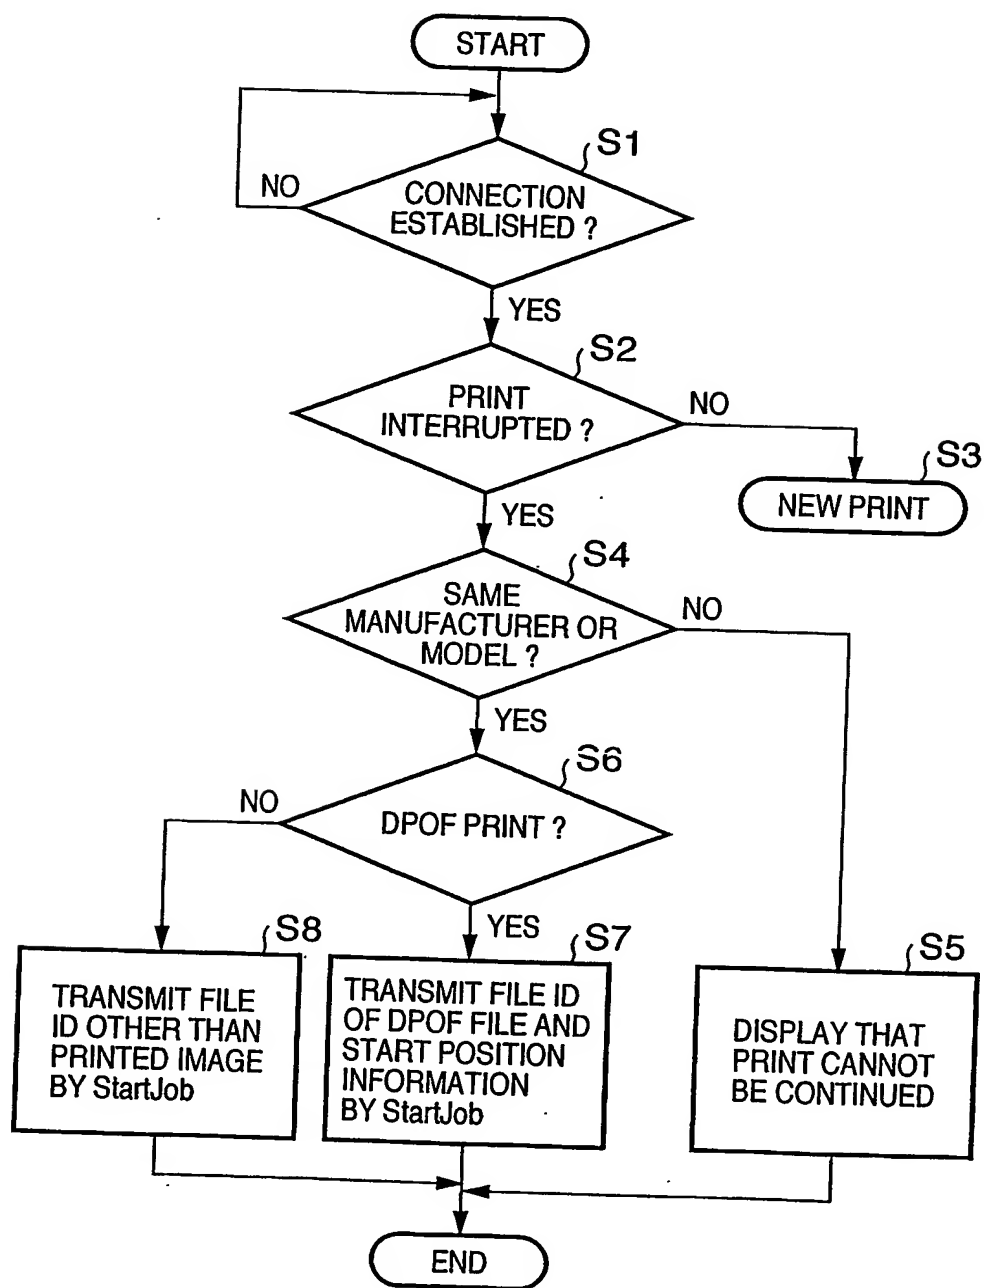 START
S1
NO
CONNECTION
ESTABLISHED ?
YES
S2
PRINT
INTERRUPTED ?
NO
S3
NEW PRINT
YES
S4
SAME
MANUFACTURER OR
MODEL ?
NO
YES
S6
NO
DPOF PRINT ?
YES
S8
TRANSMIT FILE
ID OTHER THAN
PRINTED IMAGE
BY StartJob
S7
TRANSMIT FILE ID
OF DPOF FILE AND
START POSITION
INFORMATION
BY StartJob
S5
DISPLAY THAT
PRINT CANNOT
BE CONTINUED
END